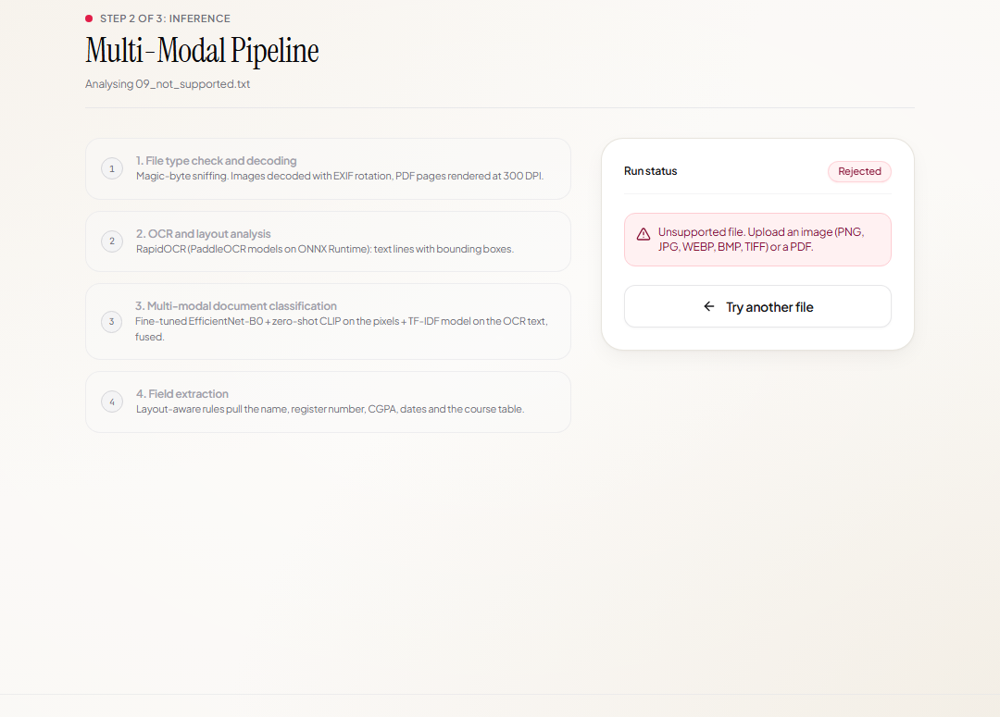 STEP 2 OF 3: INFERENCE
Multi-Modal Pipeline
Analysing 09_not_supported.txt
1
1. File type check and decoding
Magic-byte sniffing. Images decoded with EXIF rotation, PDF pages rendered at 300 DPI.
2
2. OCR and layout analysis
RapidOCR (PaddleOCR models on ONNX Runtime): text lines with bounding boxes.
3
3. Multi-modal document classification
Fine-tuned EfficientNet-B0 + zero-shot CLIP on the pixels + TF-IDF model on the OCR text,
fused.
4
4. Field extraction
Layout-aware rules pull the name, register number, CGPA, dates and the course table.
Run status
Rejected
Unsupported file. Upload an image (PNG,
JPG, WEBP, BMP, TIFF) or a PDF.
Try another file